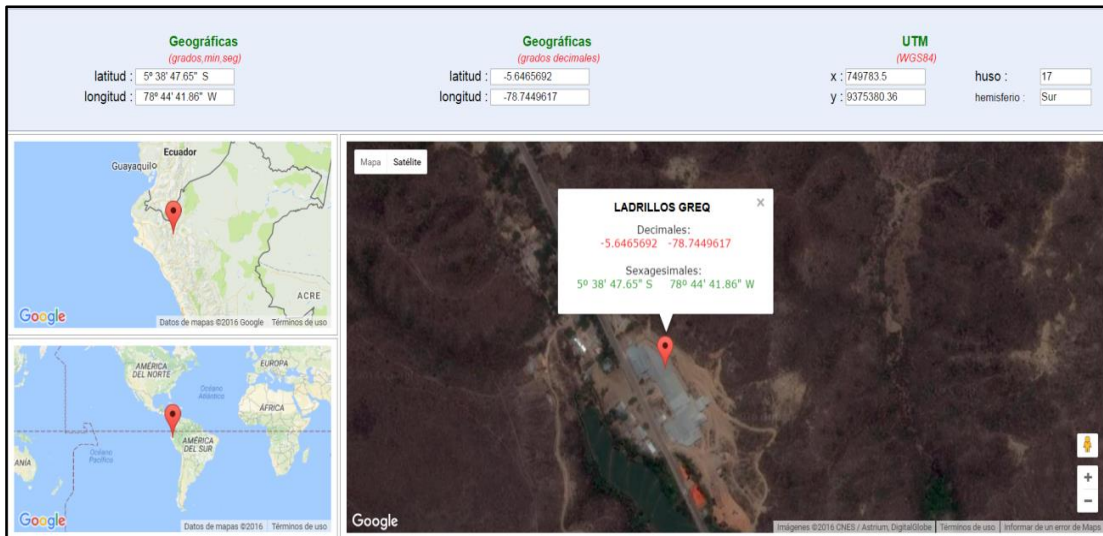 Geográficas
(grados,min,seg)
latitud : 5º 38' 47.65" S
longitud : 78º 44' 41.86" W
Geográficas
(grados decimales)
latitud : -5.6465692
longitud : -78.7449617
UTM
(WGS84)
x : 749783.5 huso : 17
y : 9375380.36 hemisferio : Sur
Ecuador
Guayaquil
ACRE
Google
Datos de mapas ©2016 Google Términos de uso
AMÉRICA
DEL NORTE
EUROPA
Océano
Atlántico
ÁFRICA
Océano
Pacífico
AMÉRICA
DEL SUR
ANÍA
Google
Datos de mapas ©2016 Términos de uso
Mapa Satélite
LADRILLOS GREQ ×
Decimales:
-5.6465692 -78.7449617
Sexagesimales:
5º 38' 47.65" S 78º 44' 41.86" W
+
−
Google
Imágenes ©2016 CNES / Astrium, DigitalGlobe Términos de uso Informar de un error de Maps